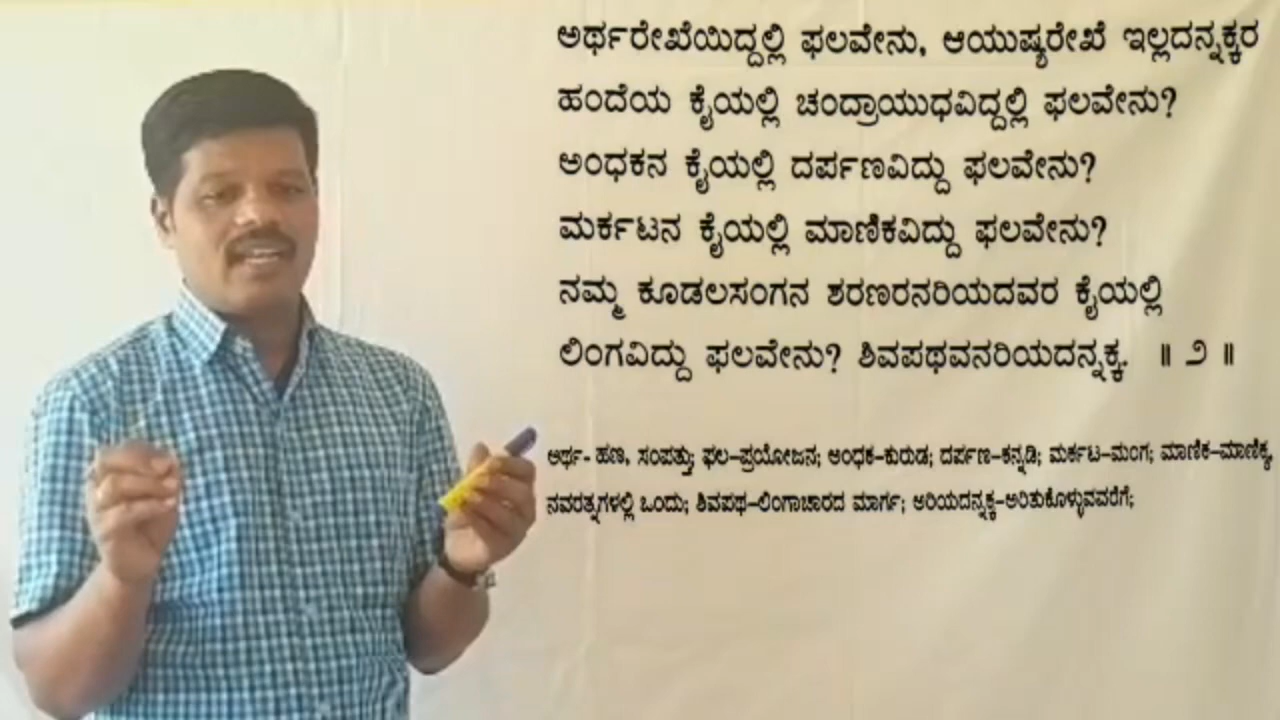 ಅರ್ಥರೇಖೆಯಿದ್ದಲ್ಲಿ ಫಲವೇನು, ಆಯುಷ್ಯರೇಖೆ ಇಲ್ಲದನ್ನಕ್ಕರ
ಹಂದೆಯ ಕೈಯಲ್ಲಿ ಚಂದ್ರಾಯುಧವಿದ್ದಲ್ಲಿ ಫಲವೇನು?
ಅಂಧಕನ ಕೈಯಲ್ಲಿ ದರ್ಪಣವಿದ್ದು ಫಲವೇನು?
ಮರ್ಕಟನ ಕೈಯಲ್ಲಿ ಮಾಣಿಕವಿದ್ದು ಫಲವೇನು?
ನಮ್ಮ ಕೂಡಲಸಂಗನ ಶರಣರನರಿಯದವರ ಕೈಯಲ್ಲಿ
ಲಿಂಗವಿದ್ದು ಫಲವೇನು? ಶಿವಪಥವನರಿಯದನ್ನಕ್ಕ. ॥ ೨ ॥
ಅರ್ಥ- ಹಣ, ಸಂಪತ್ತು; ಫಲ-ಪ್ರಯೋಜನ; ಅಂಧಕ-ಕುರುಡ; ದರ್ಪಣ-ಕನ್ನಡಿ; ಮರ್ಕಟ-ಮಂಗ; ಮಾಣಿಕ-ಮಾಣಿಕ್ಯ,
ನವರತ್ನಗಳಲ್ಲಿ ಒಂದು; ಶಿವಪಥ-ಲಿಂಗಾಚಾರದ ಮಾರ್ಗ; ಅರಿಯದನ್ನಕ್ಕ-ಅರಿತುಕೊಳ್ಳುವವರೆಗೆ;